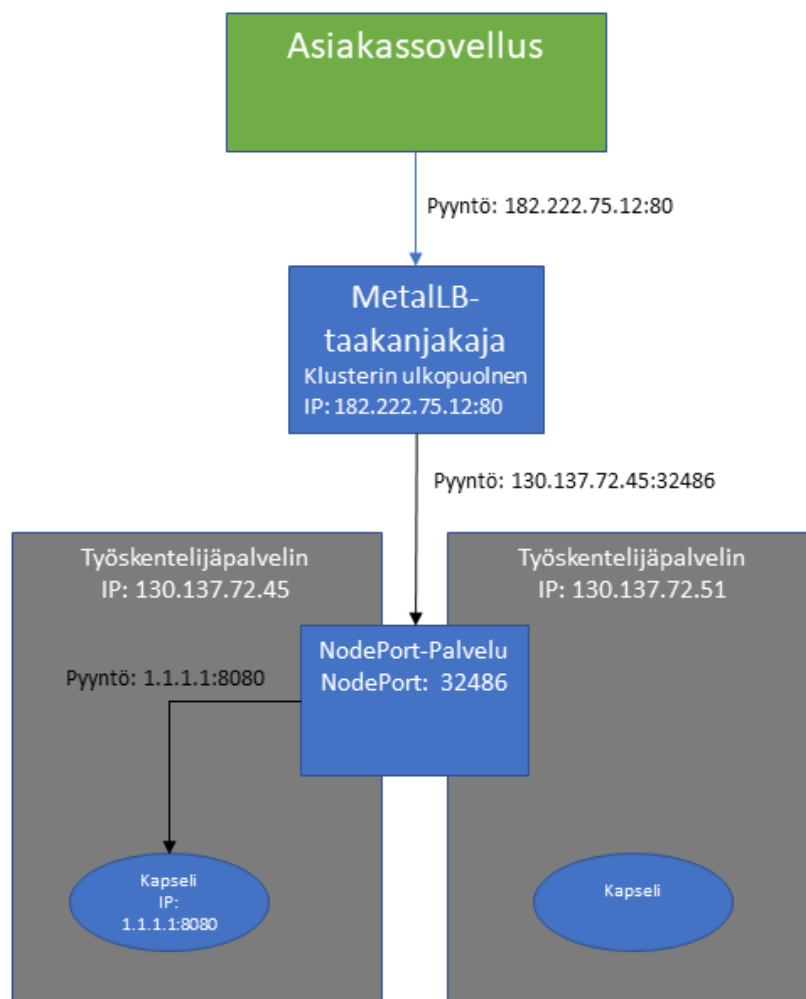 Asiakassovellus
Pyyntö: 182.222.75.12:80
MetalLB-
taakanjakaja
Klusterin ulkopuolnen
IP: 182.222.75.12:80
Pyyntö: 130.137.72.45:32486
Työskentelijäpalvelin
IP: 130.137.72.45
Työskentelijäpalvelin
IP: 130.137.72.51
NodePort-Palvelu
NodePort: 32486
Pyyntö: 1.1.1.1:8080
Kapseli
IP:
1.1.1.1:8080
Kapseli